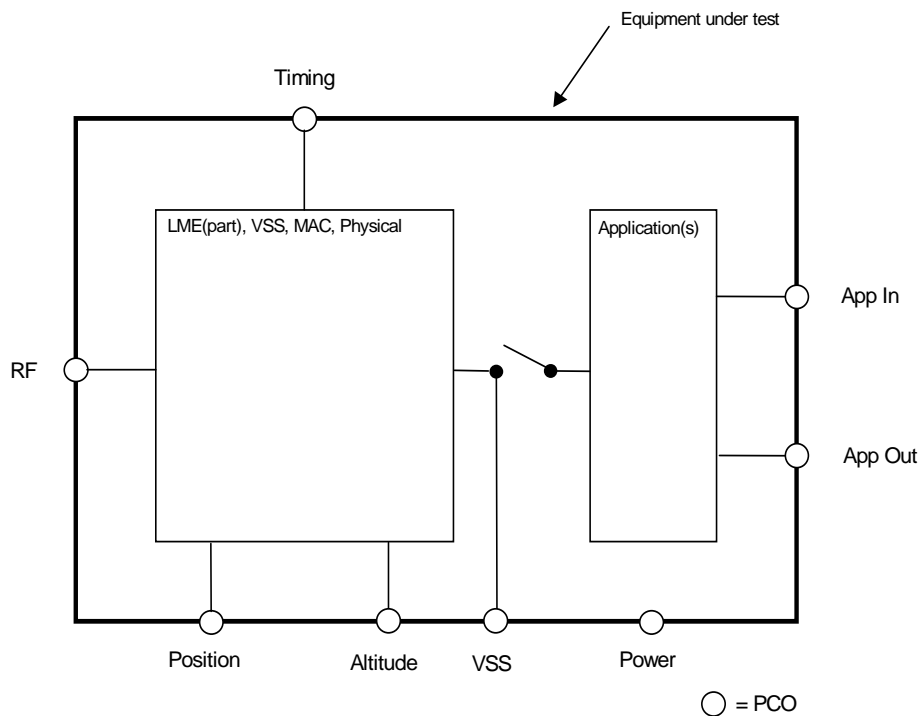 Equipment under test
Timing
LME(part), VSS, MAC, Physical
Application(s)
App In
RF
App Out
Position
Altitude
VSS
Power
= PCO